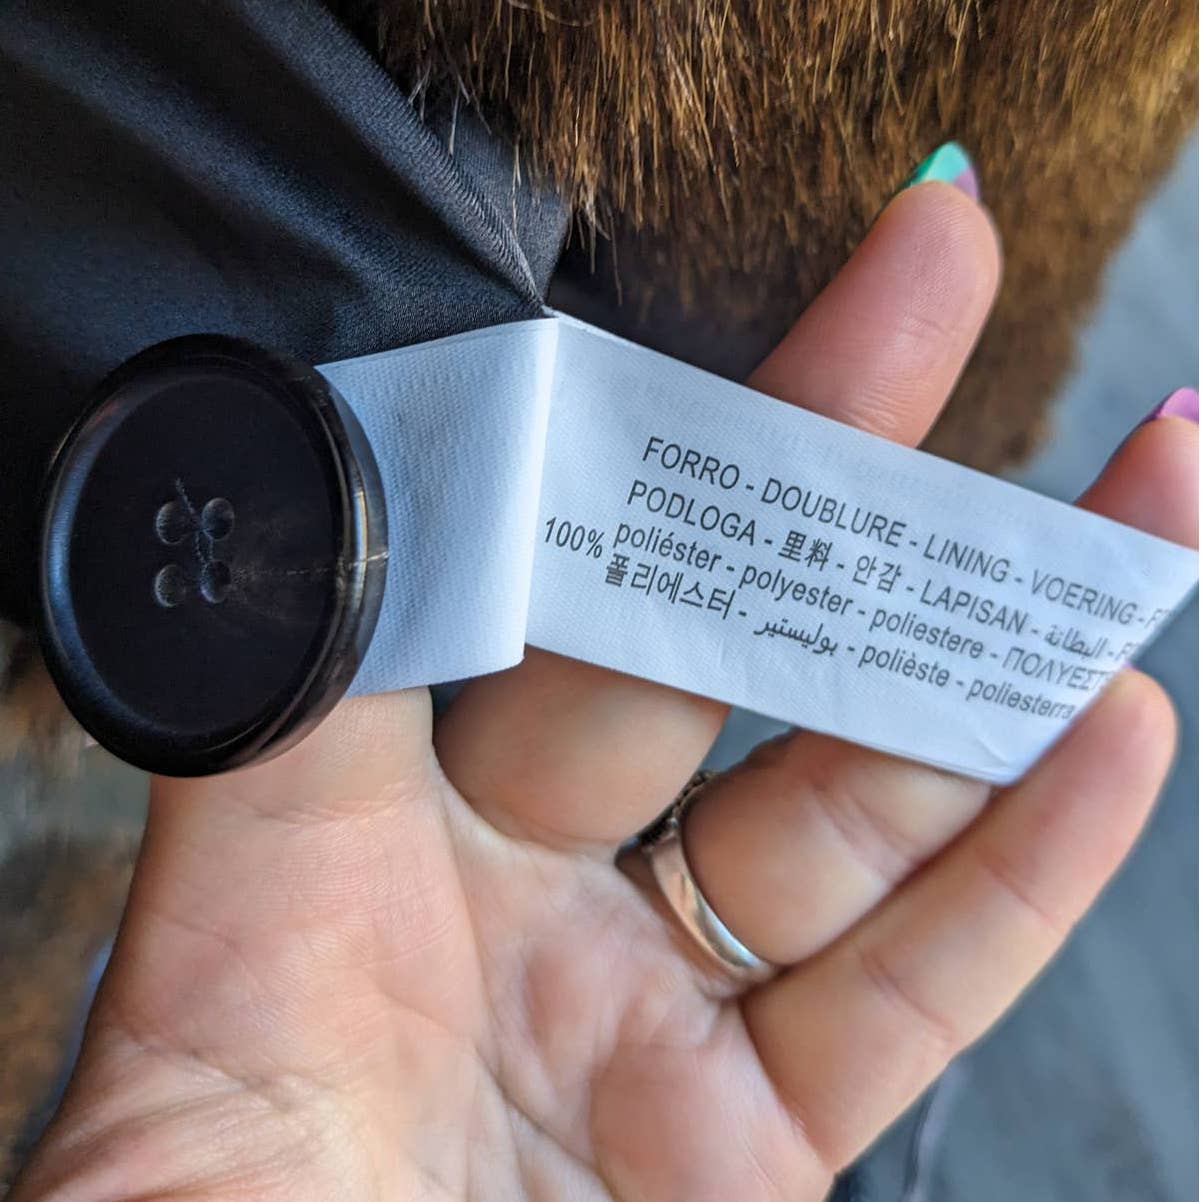 FORRO - DOUBLURE - LINING - VOERING -
PODLOGA - 里料 - 안감 - LAPISAN - البطانة -
100% poliéster - polyester - poliestere - ΠΟΛΥΕΣΤ
폴리에스터 - بوليستير - polièste - poliesterra